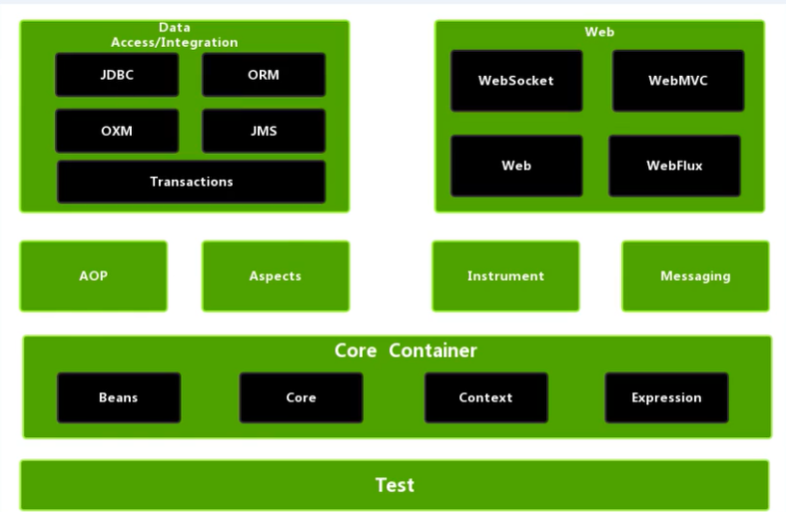 Data
Access/Integration
JDBC
ORM
OXM
JMS
Transactions
Web
WebSocket
WebMVC
Web
WebFlux
AOP
Aspects
Instrument
Messaging
Core Container
Beans
Core
Context
Expression
Test